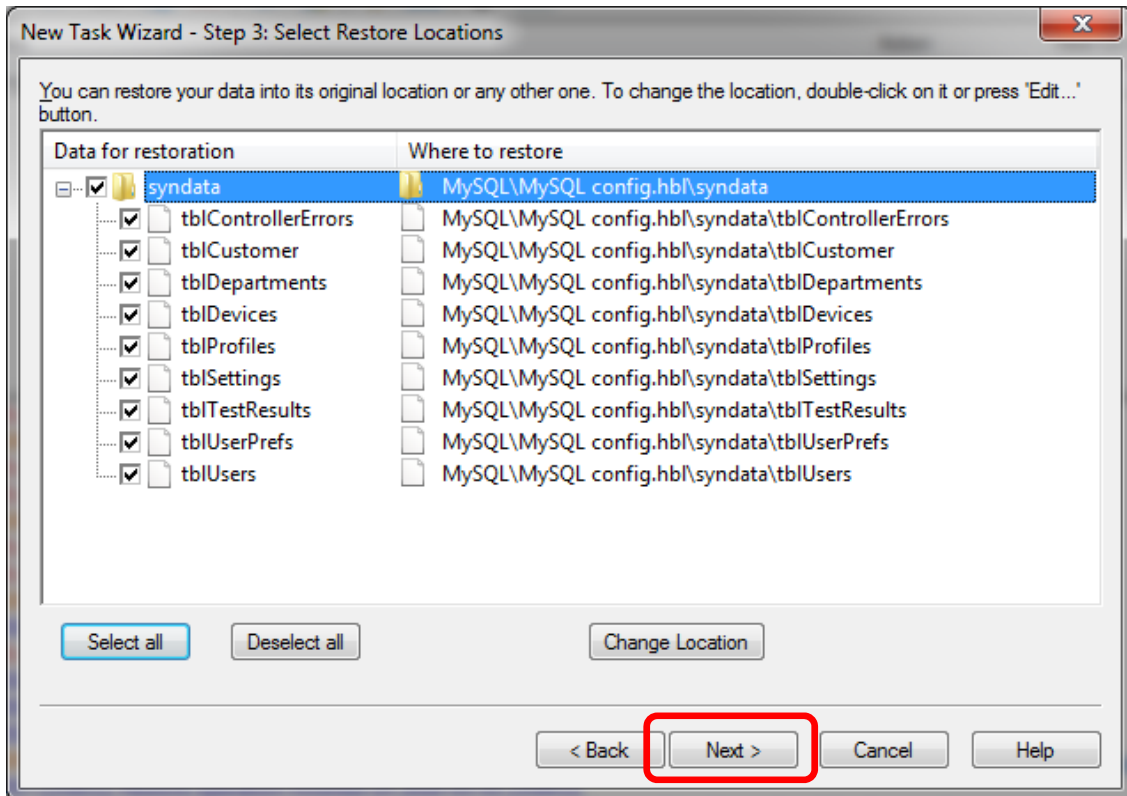 New Task Wizard - Step 3: Select Restore Locations
x
You can restore your data into its original location or any other one. To change the location, double-click on it or press 'Edit...'
button.
Data for restoration Where to restore
syndata MySQL\MySQL config.hbl\syndata
tblControllerErrors MySQL\MySQL config.hbl\syndata\tblControllerErrors
tblCustomer MySQL\MySQL config.hbl\syndata\tblCustomer
tblDepartments MySQL\MySQL config.hbl\syndata\tblDepartments
tblDevices MySQL\MySQL config.hbl\syndata\tblDevices
tblProfiles MySQL\MySQL config.hbl\syndata\tblProfiles
tblSettings MySQL\MySQL config.hbl\syndata\tblSettings
tblTestResults MySQL\MySQL config.hbl\syndata\tblTestResults
tblUserPrefs MySQL\MySQL config.hbl\syndata\tblUserPrefs
tblUsers MySQL\MySQL config.hbl\syndata\tblUsers
Select all Deselect all Change Location
< Back Next > Cancel Help